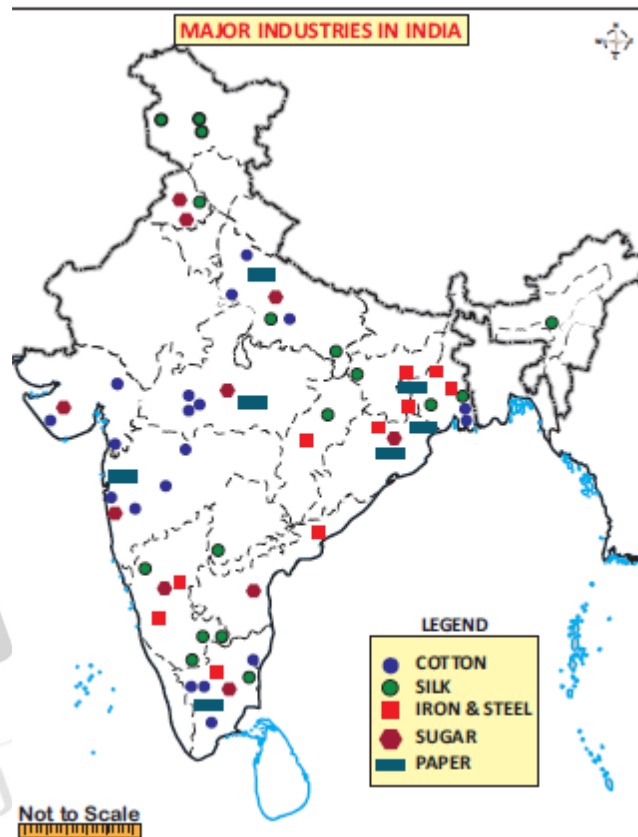 MAJOR INDUSTRIES IN INDIA
LEGEND
COTTON
SILK
IRON & STEEL
SUGAR
PAPER
Not to Scale